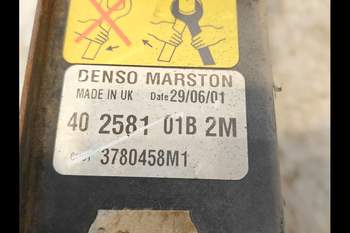 DENSO MARSTON
MADE IN UK Date 29/06/01
40 2581 01B 2M
3780458M1